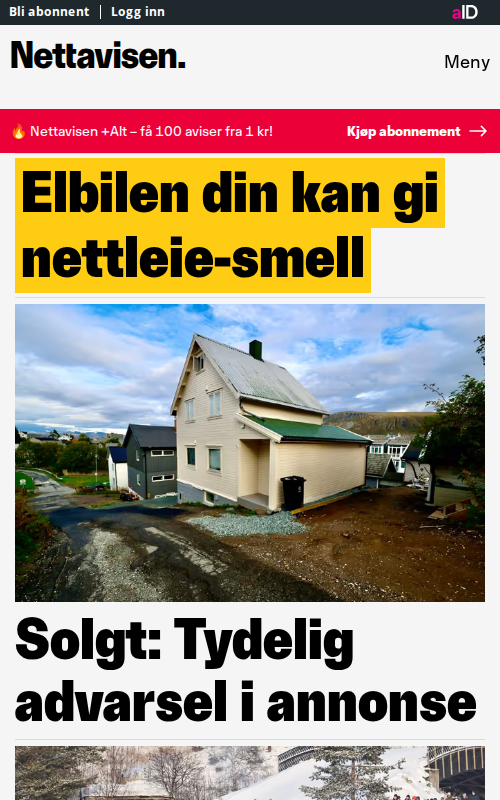 Bli abonnent
Logg inn
aID
Nettavisen.
Meny
🔥 Nettavisen +Alt – få 100 aviser fra 1 kr!
Kjøp abonnement →
Elbilen din kan gi
nettleie-smell
Solgt: Tydelig
advarsel i annonse